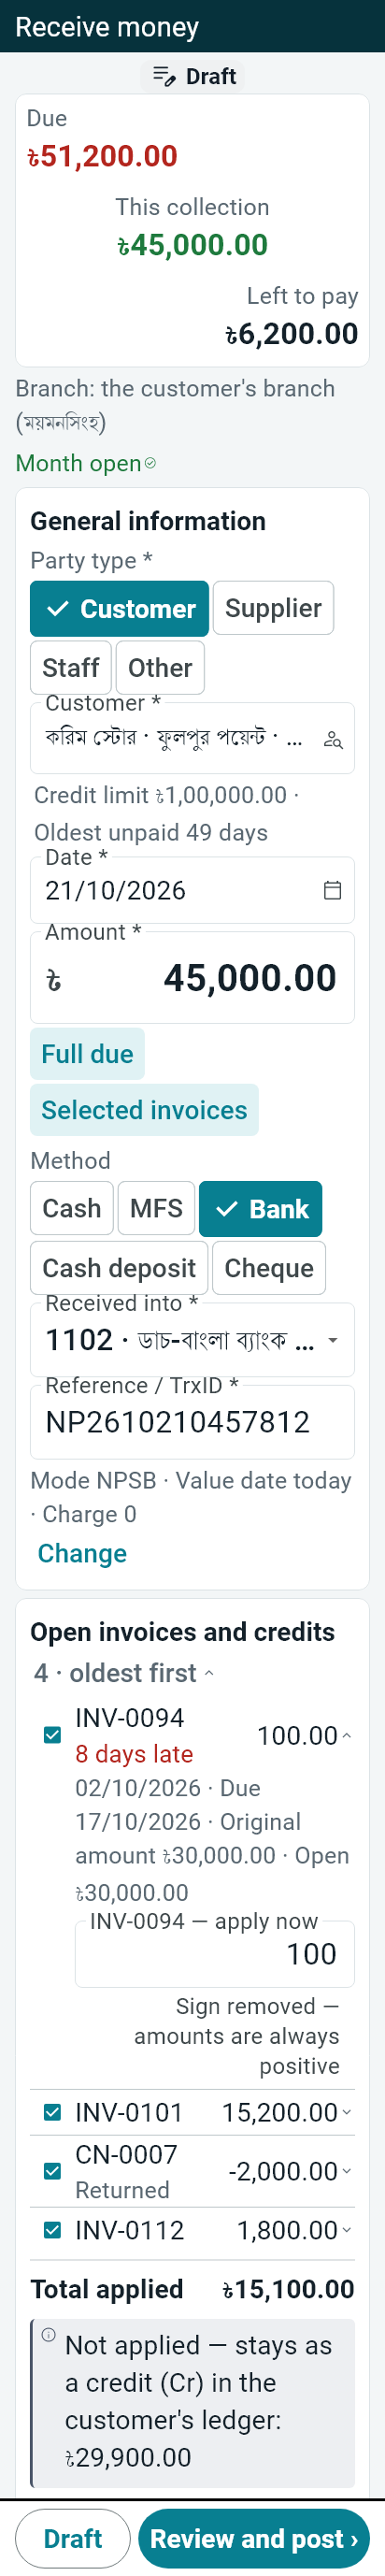 Receive money
Draft
Due
৳51,200.00
This collection
৳45,000.00
Left to pay
৳6,200.00
Branch: the customer's branch
(ময়মনসিংহ)
Month open
General information
Party type *
Customer
Supplier
Staff
Other
Customer *
করিম স্টোর · ফুলপুর পয়েন্ট · ...
Credit limit ৳1,00,000.00 ·
Oldest unpaid 49 days
Date *
21/10/2026
Amount *
৳ 45,000.00
Full due
Selected invoices
Method
Cash
MFS
Bank
Cash deposit
Cheque
Received into *
1102 · ডাচ-বাংলা ব্যাংক ...
Reference / TrxID *
NP2610210457812
Mode NPSB · Value date today
· Charge 0
Change
Open invoices and credits
4 · oldest first
INV-0094 100.00
8 days late
02/10/2026 · Due
17/10/2026 · Original
amount ৳30,000.00 · Open
৳30,000.00
INV-0094 — apply now
100
Sign removed —
amounts are always
positive
INV-0101 15,200.00
CN-0007 -2,000.00
Returned
INV-0112 1,800.00
Total applied ৳15,100.00
Not applied — stays as
a credit (Cr) in the
customer's ledger:
৳29,900.00
Draft
Review and post ›